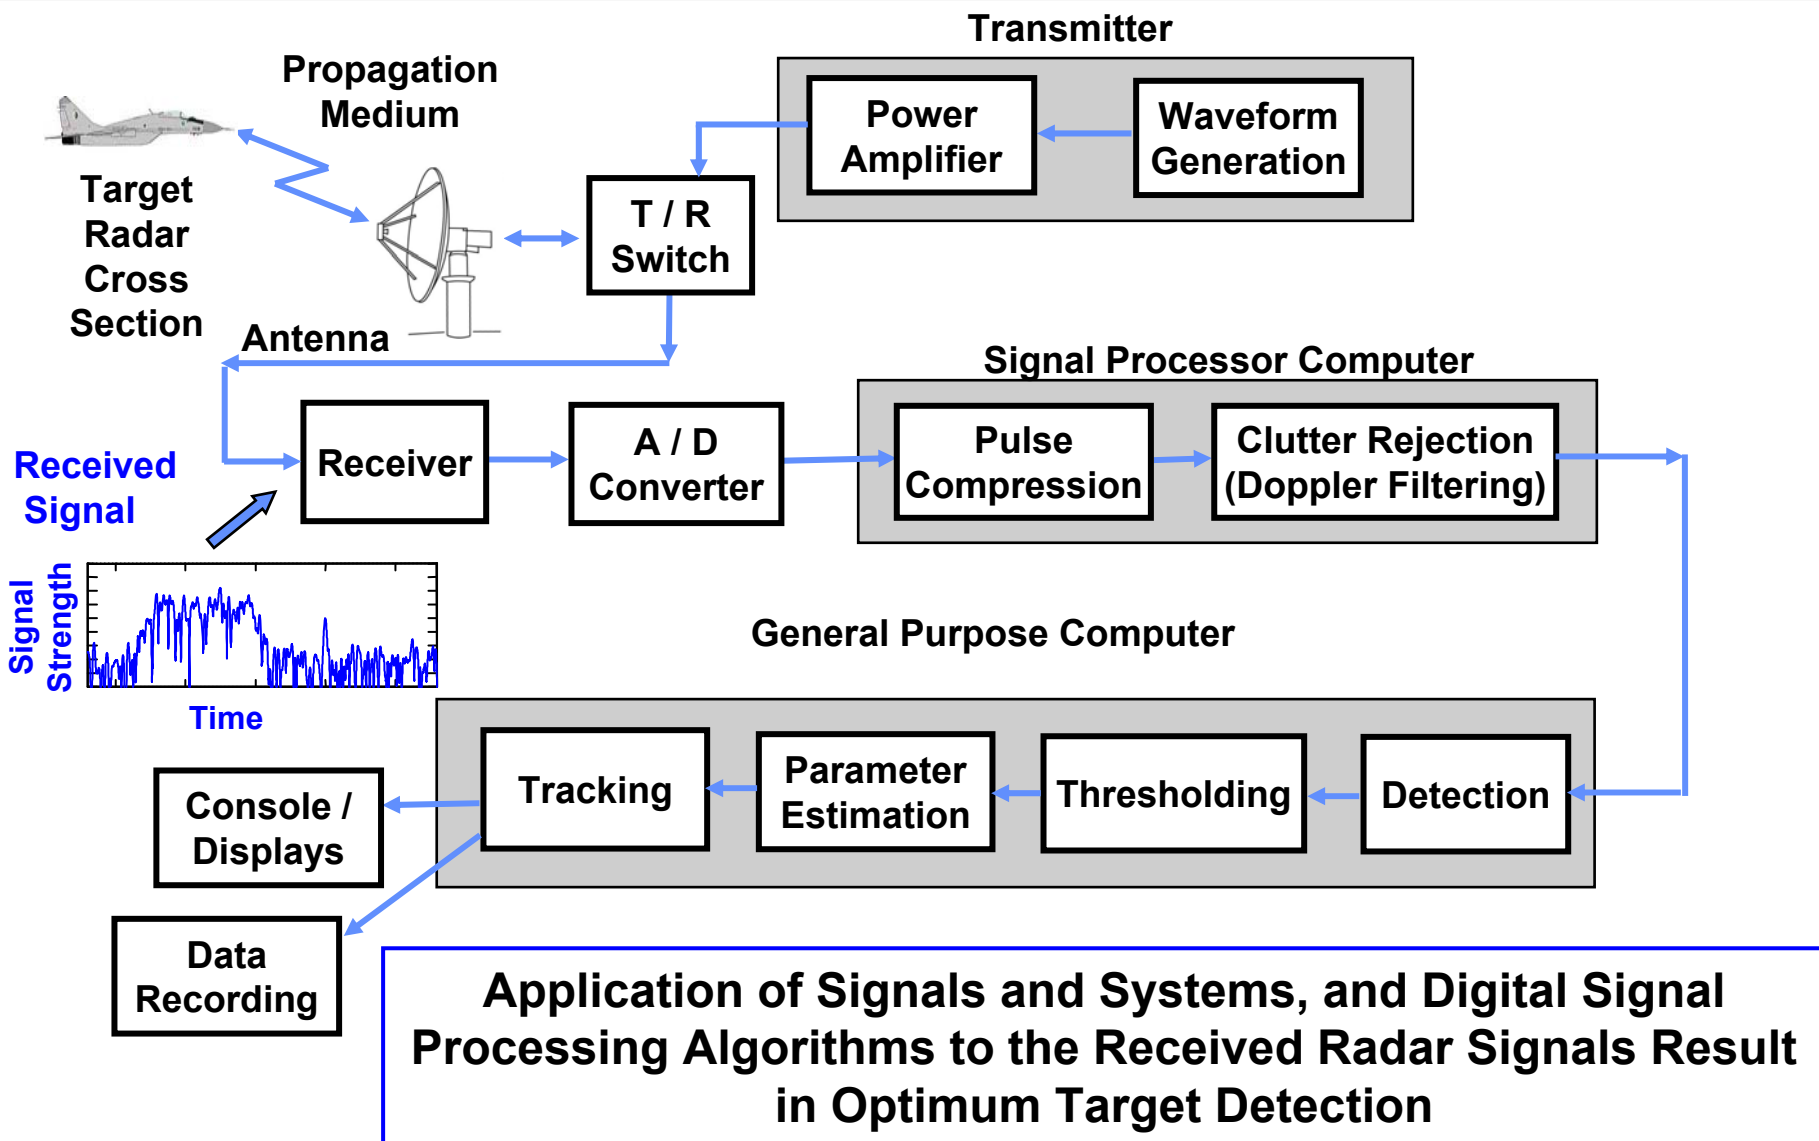 Transmitter
Propagation
Medium
Power
Amplifier
Waveform
Generation
Target
Radar
Cross
Section
T / R
Switch
Antenna
Signal Processor Computer
Received
Signal
Receiver
A / D
Converter
Pulse
Compression
Clutter Rejection
(Doppler Filtering)
Signal
Strength
Time
General Purpose Computer
Tracking
Parameter
Estimation
Thresholding
Detection
Console /
Displays
Data
Recording
Application of Signals and Systems, and Digital Signal
Processing Algorithms to the Received Radar Signals Result
in Optimum Target Detection